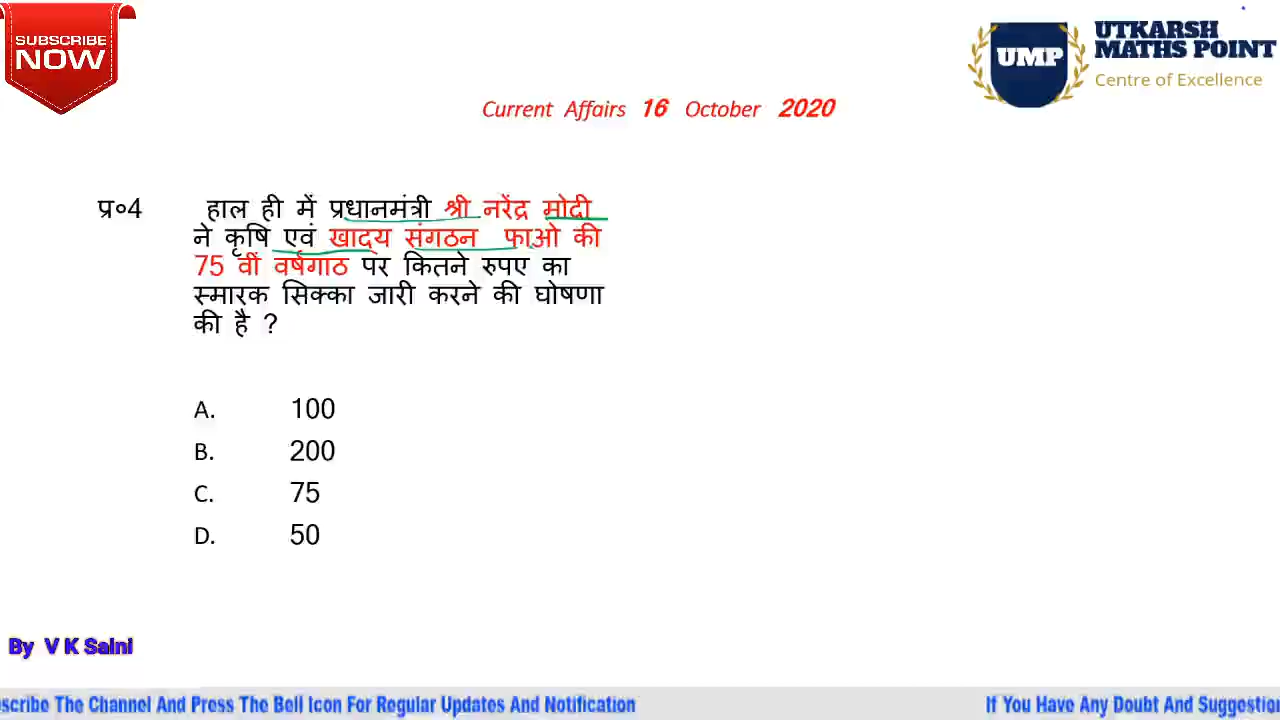 SUBSCRIBE
NOW
UMP
UTKARSH
MATHS POINT
Centre of Excellence
Current Affairs 16 October 2020
प्र०4 हाल ही में प्रधानमंत्री श्री नरेंद्र मोदी
ने कृषि एवं खाद्य संगठन फाओ की
75 वीं वर्षगाठ पर कितने रुपए का
स्मारक सिक्का जारी करने की घोषणा
की है ?
A. 100
B. 200
C. 75
D. 50
By V K Saini
scribe The Channel And Press The Bell Icon For Regular Updates And Notification If You Have Any Doubt And Suggestion